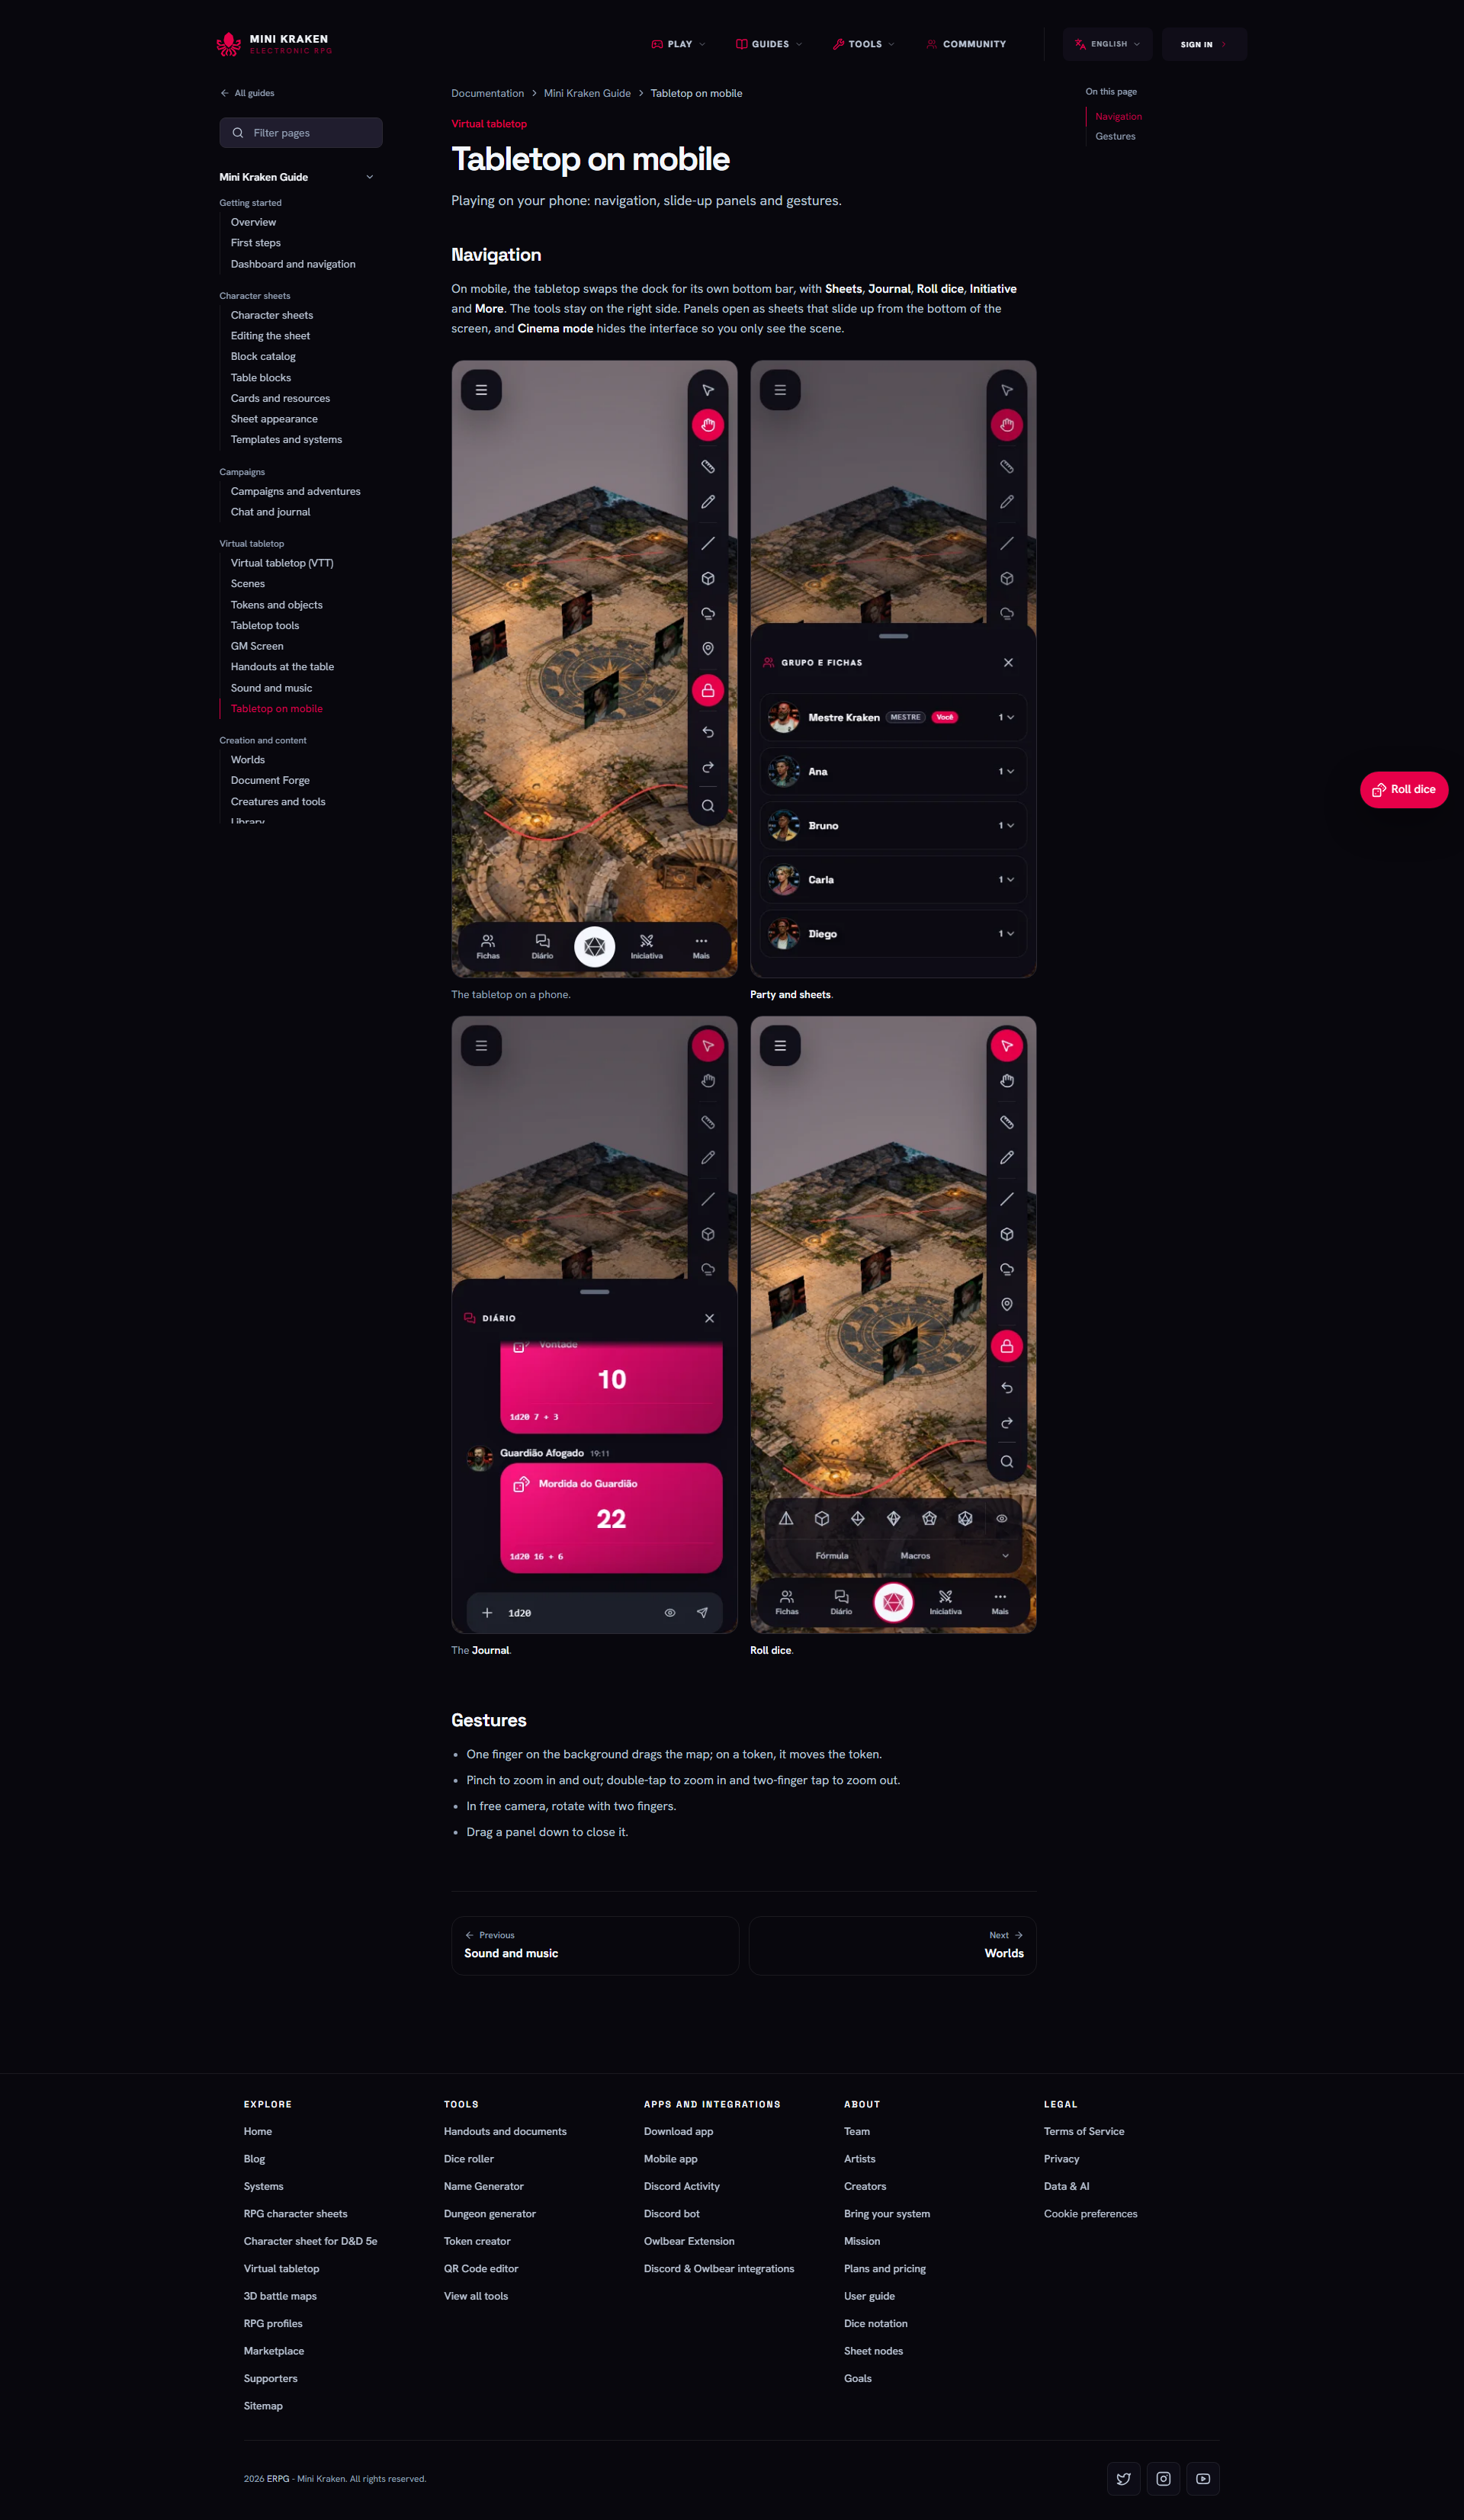 MINI KRAKEN
ELECTRONIC RPG
PLAY
GUIDES
TOOLS
COMMUNITY
ENGLISH
SIGN IN
All guides
Filter pages
Mini Kraken Guide
Getting started
Overview
First steps
Dashboard and navigation
Character sheets
Character sheets
Editing the sheet
Block catalog
Table blocks
Cards and resources
Sheet appearance
Templates and systems
Campaigns
Campaigns and adventures
Chat and journal
Virtual tabletop
Virtual tabletop (VTT)
Scenes
Tokens and objects
Tabletop tools
GM Screen
Handouts at the table
Sound and music
Tabletop on mobile
Creation and content
Worlds
Document Forge
Creatures and tools
Library
Documentation > Mini Kraken Guide > Tabletop on mobile
Virtual tabletop
Tabletop on mobile
Playing on your phone: navigation, slide-up panels and gestures.
Navigation
On mobile, the tabletop swaps the dock for its own bottom bar, with Sheets, Journal, Roll dice, Initiative
and More. The tools stay on the right side. Panels open as sheets that slide up from the bottom of the
screen, and Cinema mode hides the interface so you only see the scene.
Fichas
Diário
Iniciativa
Mais
The tabletop on a phone.
GRUPO E FICHAS
Mestre Kraken MESTRE Você 1
Ana 1
Bruno 1
Carla 1
Diego 1
Party and sheets.
DIÁRIO
Vontade
10
1d20 7 + 3
Guardião Afogado 19:11
Mordida do Guardião
22
1d20 16 + 6
1d20
The Journal.
Fórmula
Macros
Fichas
Diário
Iniciativa
Mais
Roll dice.
Gestures
• One finger on the background drags the map; on a token, it moves the token.
• Pinch to zoom in and out; double-tap to zoom in and two-finger tap to zoom out.
• In free camera, rotate with two fingers.
• Drag a panel down to close it.
Previous
Sound and music
Next
Worlds
On this page
Navigation
Gestures
Roll dice
EXPLORE
Home
Blog
Systems
RPG character sheets
Character sheet for D&D 5e
Virtual tabletop
3D battle maps
RPG profiles
Marketplace
Supporters
Sitemap
TOOLS
Handouts and documents
Dice roller
Name Generator
Dungeon generator
Token creator
QR Code editor
View all tools
APPS AND INTEGRATIONS
Download app
Mobile app
Discord Activity
Discord bot
Owlbear Extension
Discord & Owlbear integrations
ABOUT
Team
Artists
Creators
Bring your system
Mission
Plans and pricing
User guide
Dice notation
Sheet nodes
Goals
LEGAL
Terms of Service
Privacy
Data & AI
Cookie preferences
2026 ERPG - Mini Kraken. All rights reserved.